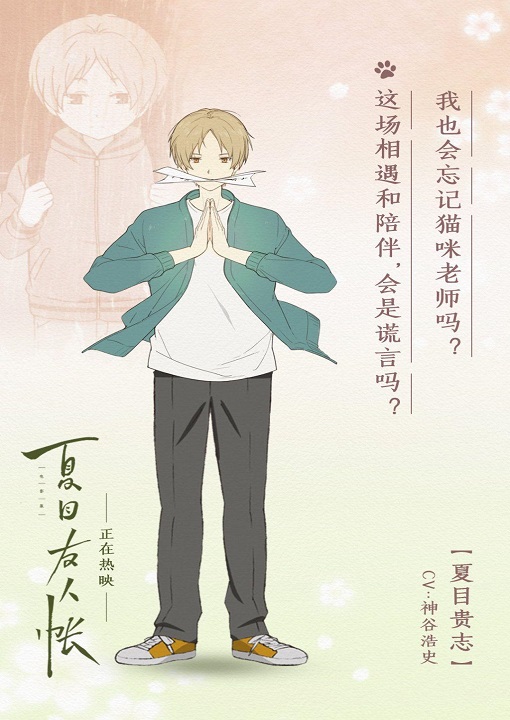 我也会忘记猫咪老师吗？
这场相遇和陪伴，会是谎言吗？
夏目友人帐
正在热映
【夏目贵志】
CV：神谷浩史